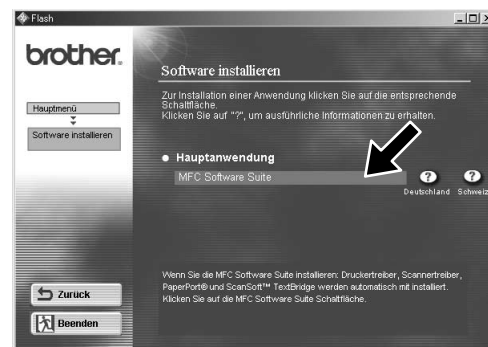 Flash
brother.
Hauptmenü
Software installieren
Software installieren
Zur Installation einer Anwendung klicken Sie auf die entsprechende
Schaltfläche.
Klicken Sie auf "?", um ausführliche Informationen zu erhalten.
Hauptanwendung
MFC Software Suite
? ?
Deutschland Schweiz
Wenn Sie die MFC Software Suite installieren: Druckertreiber, Scannertreiber,
PaperPort® und ScanSoft™ TextBridge werden automatisch mit installiert.
Klicken Sie auf die MFC Software Suite Schaltfläche.
Zurück
Beenden